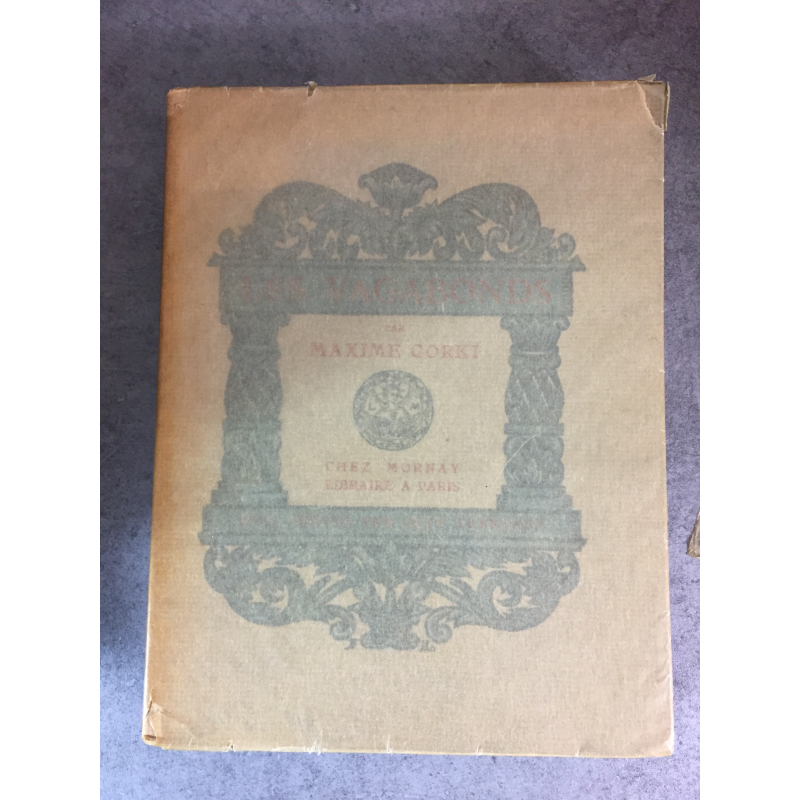 LES VAGABONDS
PAR
MAXIME GORKI
CHEZ MORNAY
LIBRAIRE A PARIS